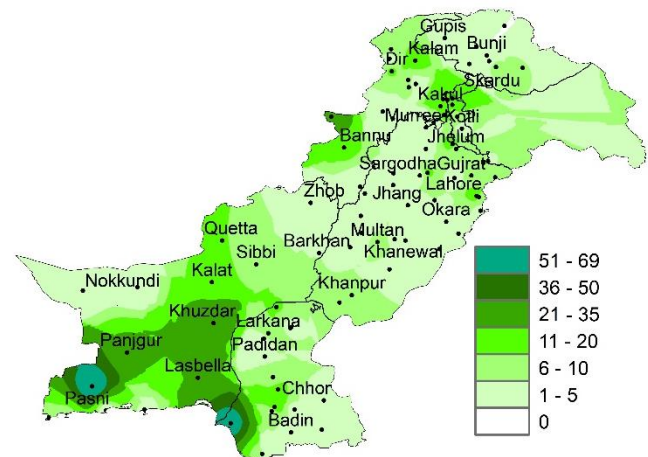 Gupis
Kalam
Bunji
Dir
Skardu
Kakul
Murree
Kotli
Bannu
Jhelum
Sargodha
Gujrat
Zhob
Jhang
Lahore
Okara
Quetta
Multan
Sibbi
Barkhan
Khanewal
Nokkundi
Kalat
Khanpur
Khuzdar
Larkana
Panjgur
Padidan
Lasbella
Pasni
Chhor
Badin
51 - 69
36 - 50
21 - 35
11 - 20
6 - 10
1 - 5
0